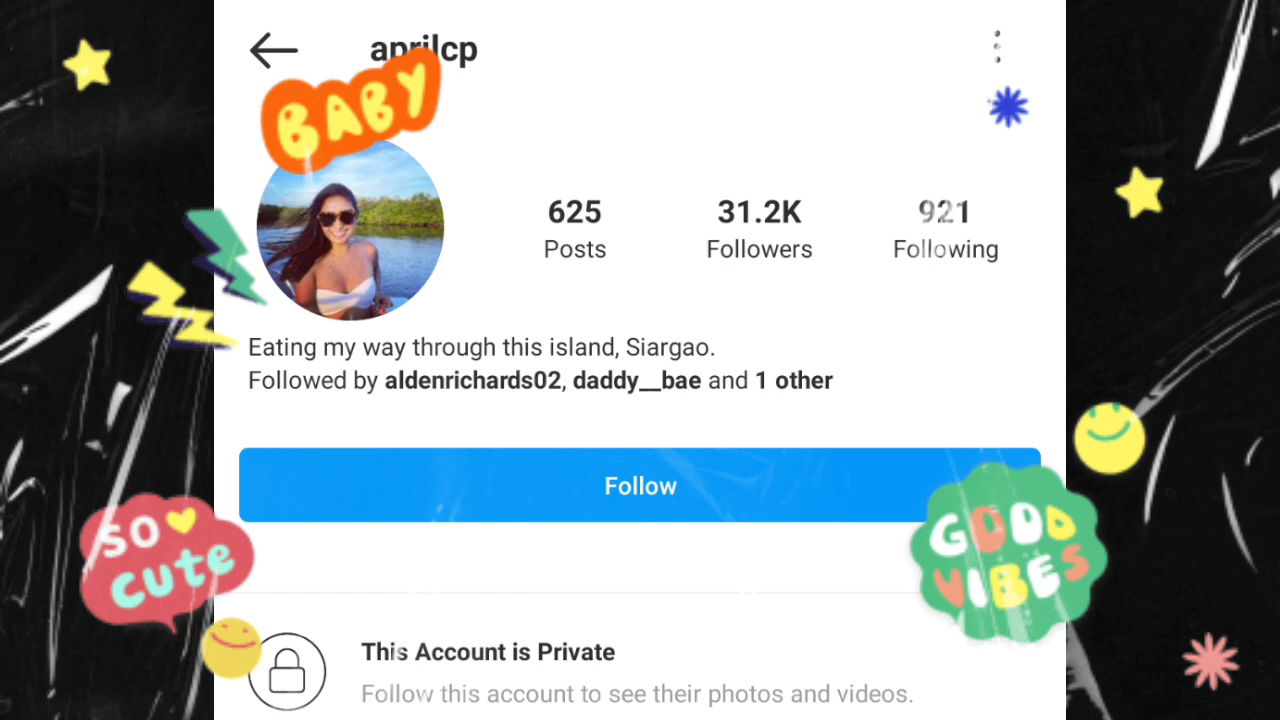 aprilcp
BABY
625 31.2K 921
Posts Followers Following
Eating my way through this island, Siargao.
Followed by aldenrichards02, daddy__bae and 1 other
Follow
SO
CUTE
GOOD
VIBES
This Account is Private
Follow this account to see their photos and videos.